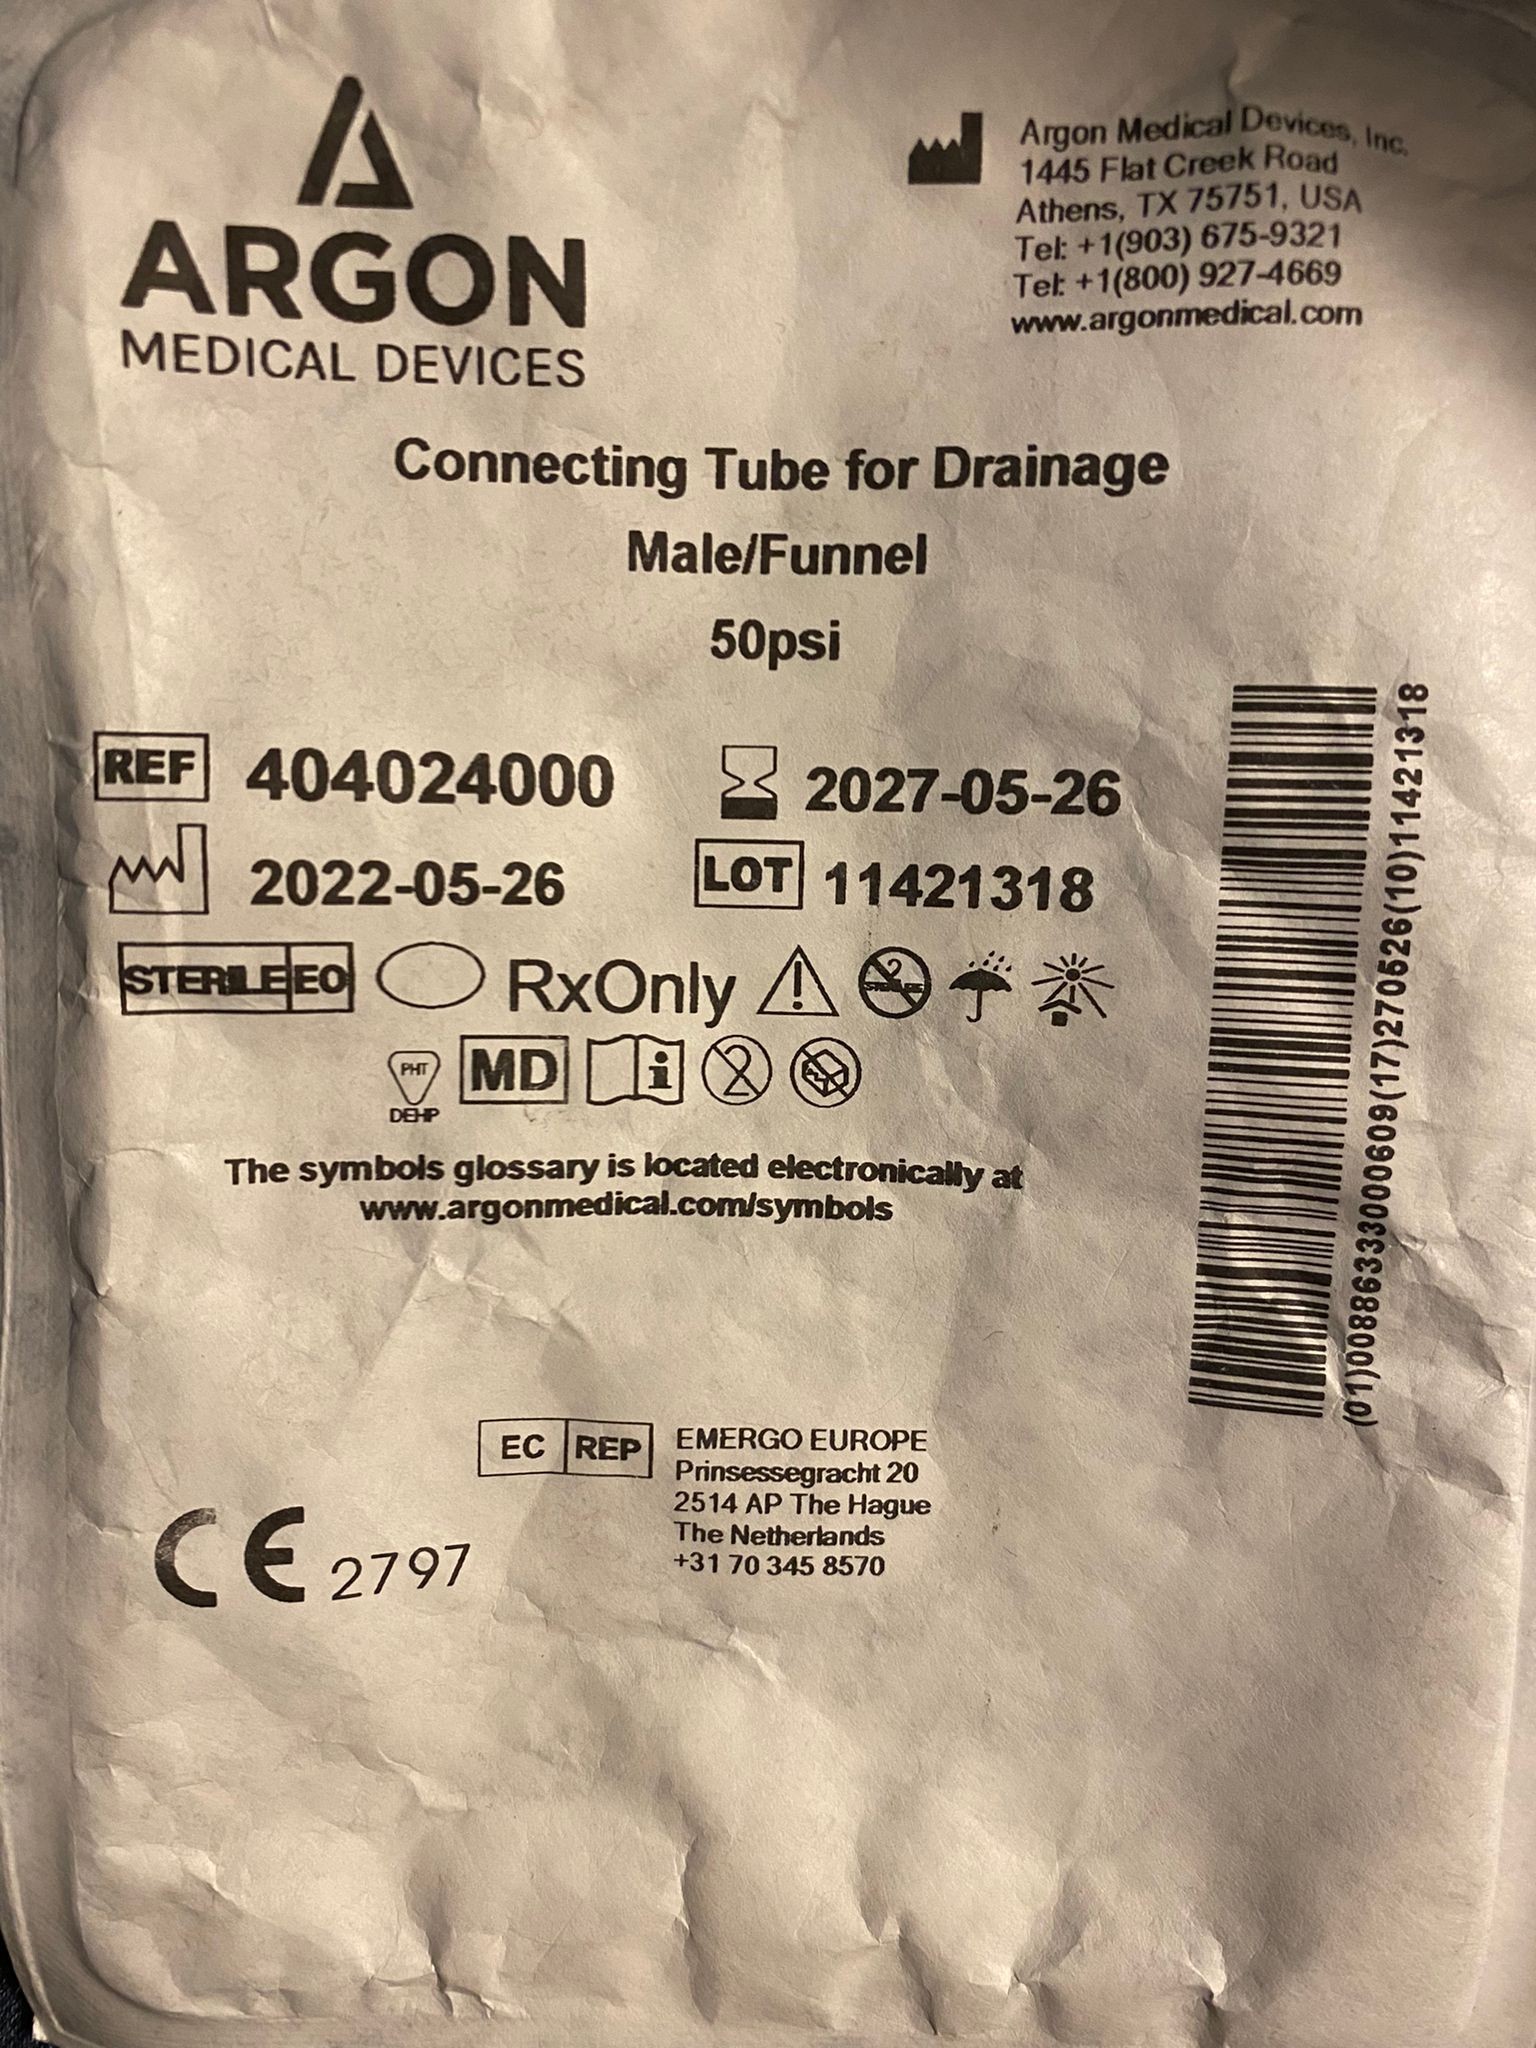 ARGON
MEDICAL DEVICES
Argon Medical Devices, Inc.
1445 Flat Creek Road
Athens, TX 75751, USA
Tel: +1(903) 675-9321
Tel: +1(800) 927-4669
www.argonmedical.com
Connecting Tube for Drainage
Male/Funnel
50psi
REF 404024000 2027-05-26
2022-05-26 LOT 11421318
STERILE EO RxOnly 2 STERILIZE
PHT DEHP MD i 2
The symbols glossary is located electronically at
www.argonmedical.com/symbols
(01)00886333000609(17)270526(10)11421318
EC REP EMERGO EUROPE
Prinsessegracht 20
2514 AP The Hague
The Netherlands
+31 70 345 8570
CE 2797